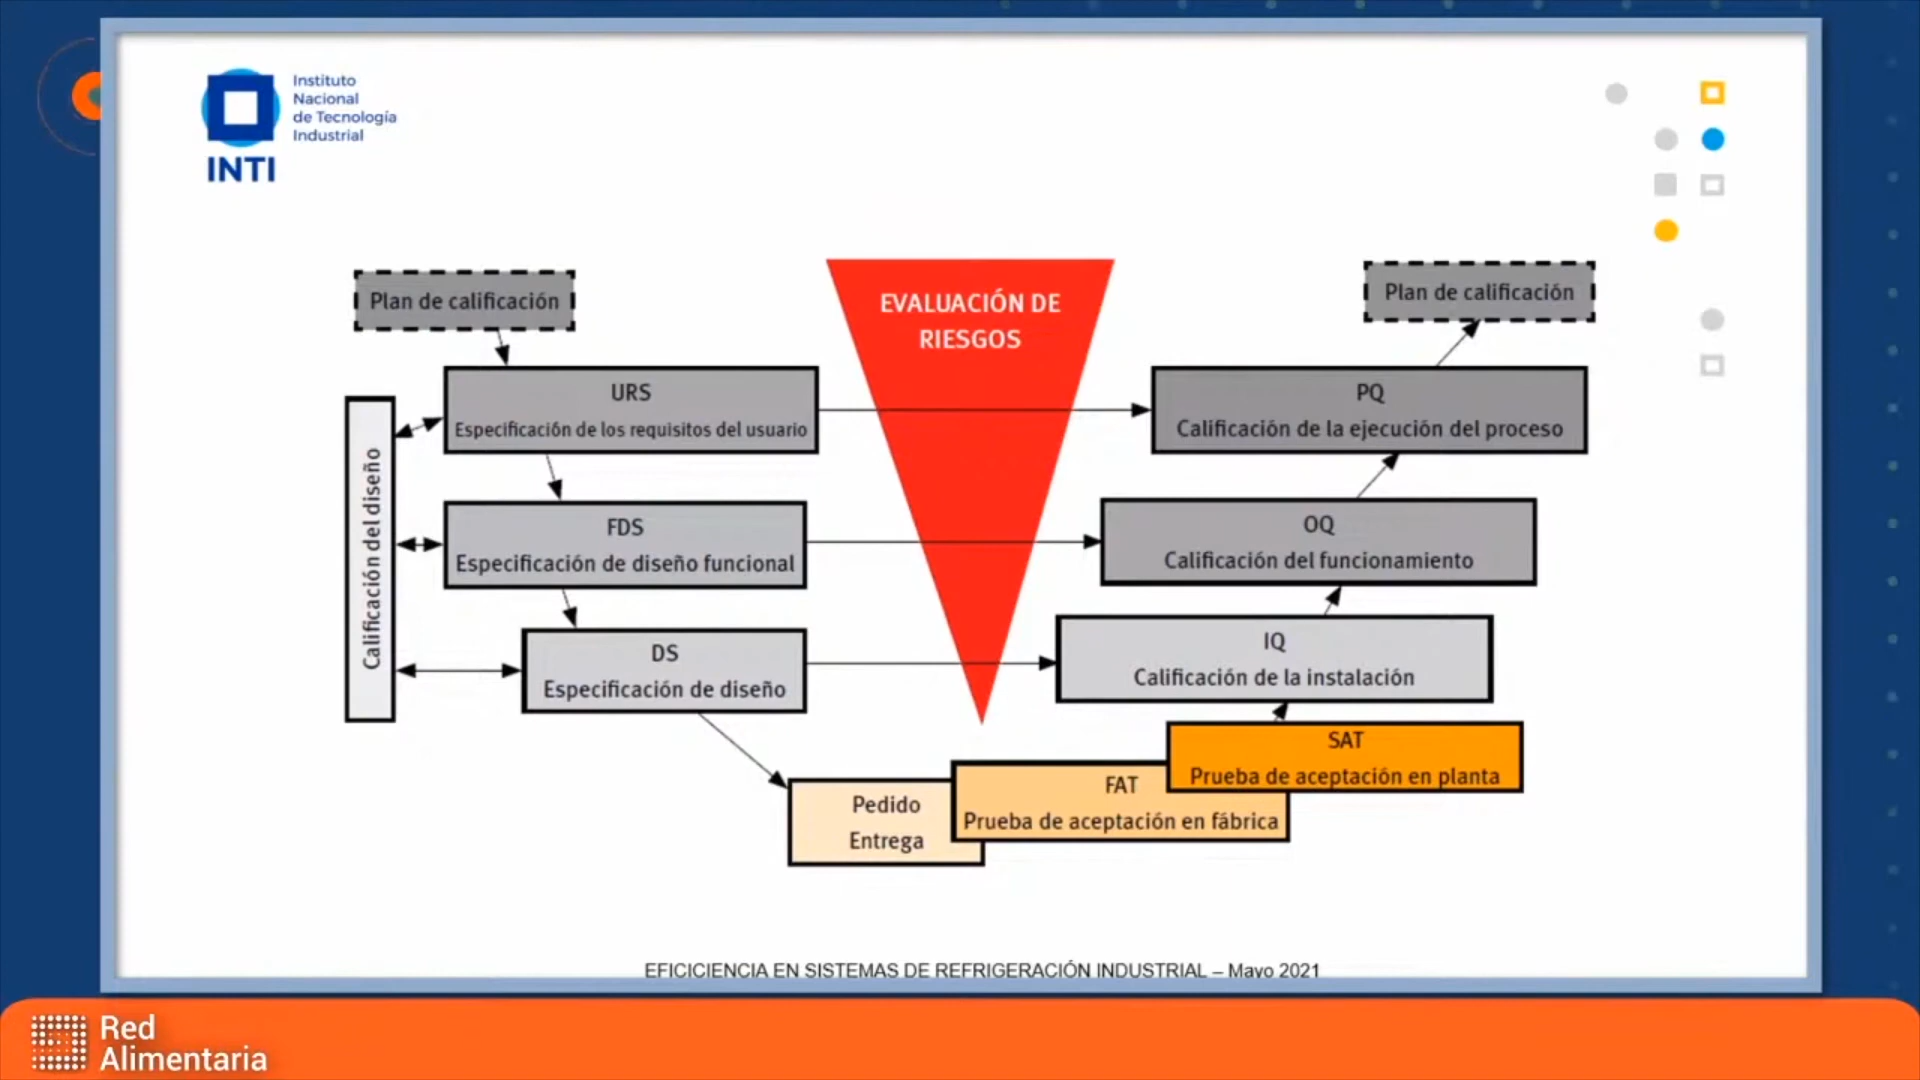 Instituto
Nacional
de Tecnología
Industrial
INTI
Plan de calificación
EVALUACIÓN DE
RIESGOS
Plan de calificación
Calificación del diseño
URS
Especificación de los requisitos del usuario
PQ
Calificación de la ejecución del proceso
FDS
Especificación de diseño funcional
OQ
Calificación del funcionamiento
DS
Especificación de diseño
IQ
Calificación de la instalación
SAT
Prueba de aceptación en planta
FAT
Prueba de aceptación en fábrica
Pedido
Entrega
EFICICIENCIA EN SISTEMAS DE REFRIGERACIÓN INDUSTRIAL – Mayo 2021
Red
Alimentaria